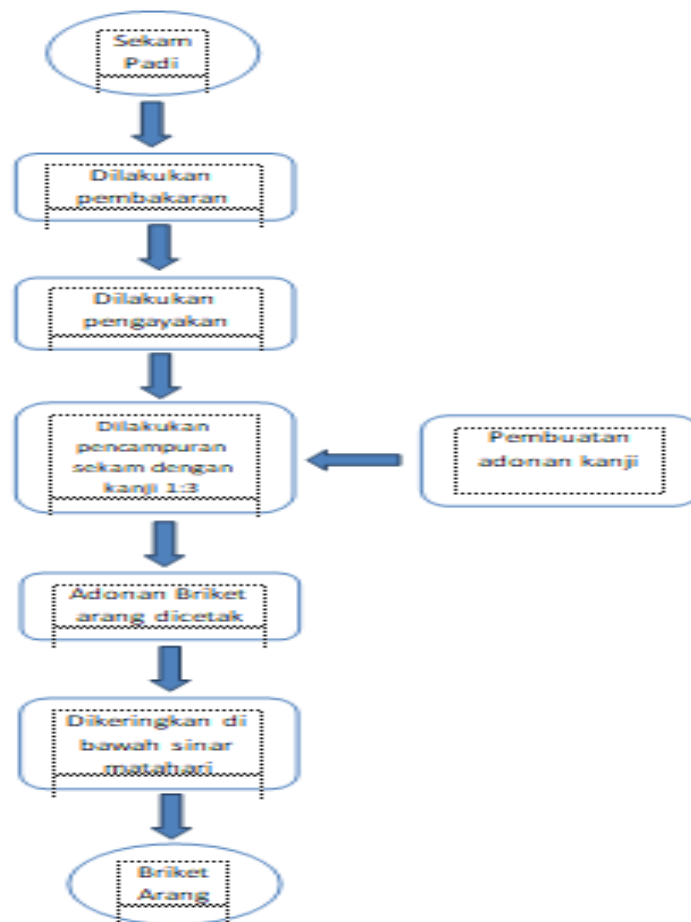 Sekam
Padi
Dilakukan
pembakaran
Dilakukan
pengayakan
Dilakukan
pencampuran
sekam dengan
kanji 1:3
Pembuatan
adonan kanji
Adonan Briket
arang dicetak
Dikeringkan di
bawah sinar
matahari
Briket
Arang